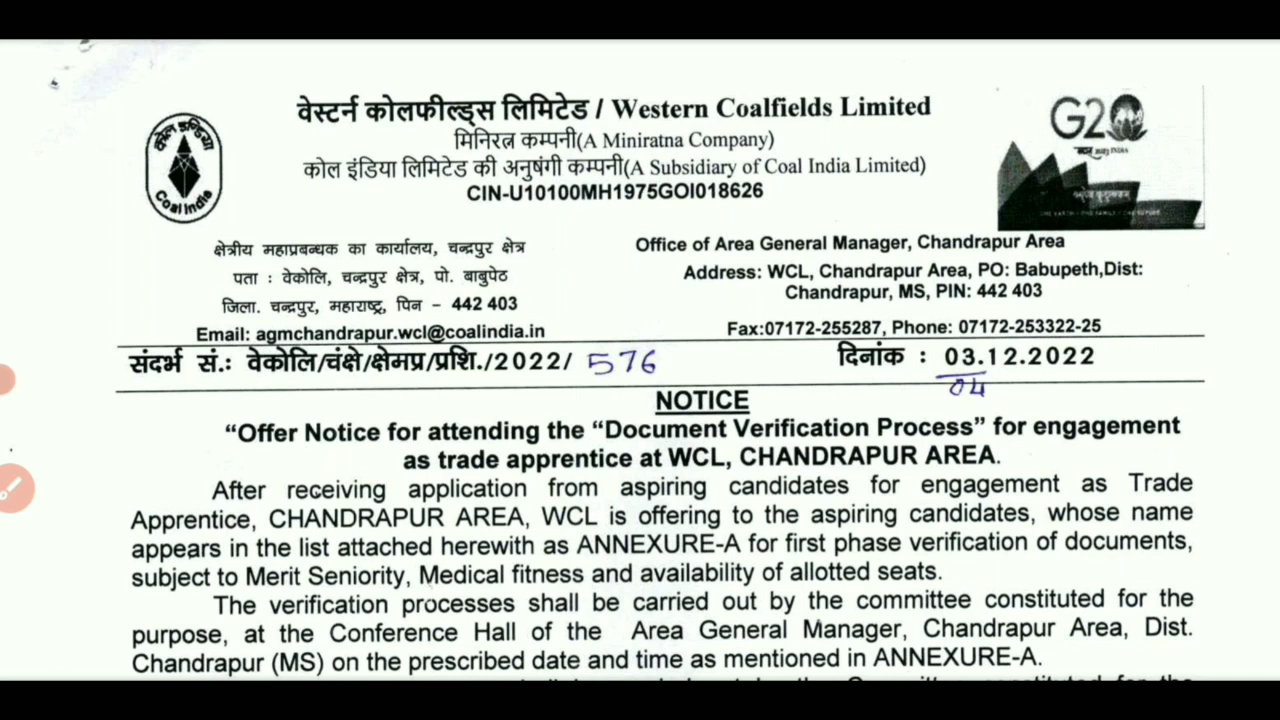 वेस्टर्न कोलफील्ड्स लिमिटेड / Western Coalfields Limited
मिनिरत्न कम्पनी(A Miniratna Company)
कोल इंडिया लिमिटेड की अनुषंगी कम्पनी(A Subsidiary of Coal India Limited)
CIN-U10100MH1975GOI018626
कोल इण्डिया
Coal India
G20
क्षेत्रीय महाप्रबन्धक का कार्यालय, चन्द्रपुर क्षेत्र
पता : वेकोलि, चन्द्रपुर क्षेत्र, पो. बाबुपेठ
जिला. चन्द्रपुर, महाराष्ट्र, पिन – 442 403
Email: agmchandrapur.wcl@coalindia.in
Office of Area General Manager, Chandrapur Area
Address: WCL, Chandrapur Area, PO: Babupeth,Dist:
Chandrapur, MS, PIN: 442 403
Fax:07172-255287, Phone: 07172-253322-25
संदर्भ सं.: वेकोलि/चंक्षे/क्षेमप्र/प्रशि./2022/ 576
दिनांक : 03.12.2022
04
NOTICE
“Offer Notice for attending the “Document Verification Process” for engagement
as trade apprentice at WCL, CHANDRAPUR AREA.
After receiving application from aspiring candidates for engagement as Trade
Apprentice, CHANDRAPUR AREA, WCL is offering to the aspiring candidates, whose name
appears in the list attached herewith as ANNEXURE-A for first phase verification of documents,
subject to Merit Seniority, Medical fitness and availability of allotted seats.
The verification processes shall be carried out by the committee constituted for the
purpose, at the Conference Hall of the Area General Manager, Chandrapur Area, Dist.
Chandrapur (MS) on the prescribed date and time as mentioned in ANNEXURE-A.